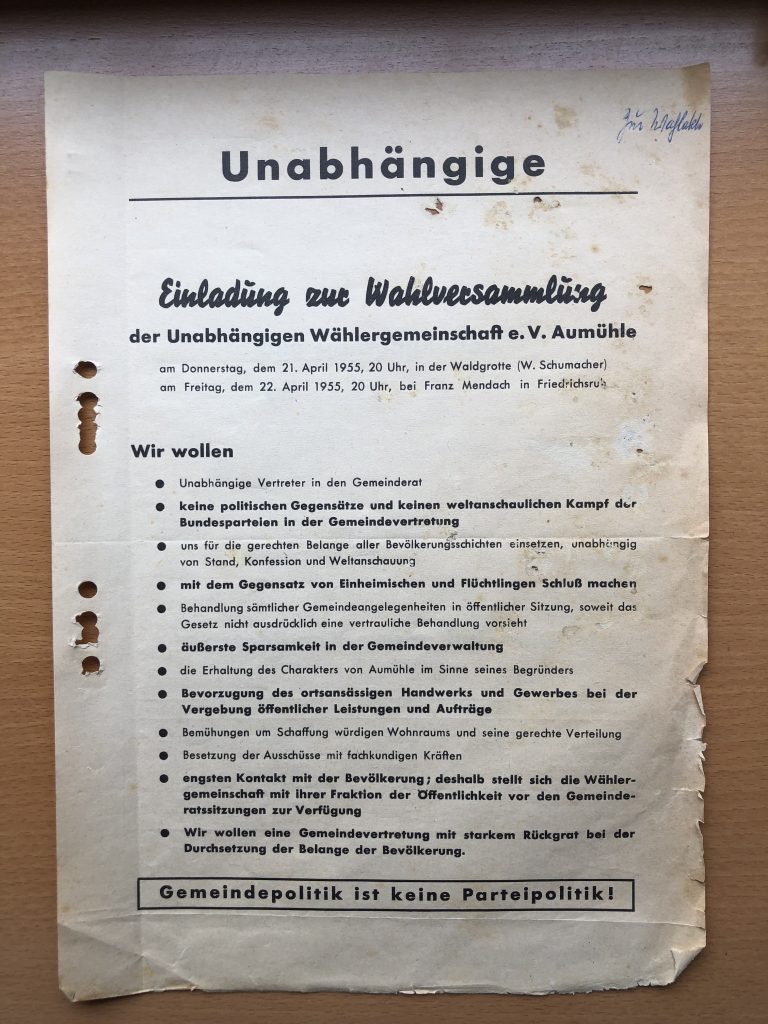 Zur Wahlakte
Unabhängige
Einladung zur Wahlversammlung
der Unabhängigen Wählergemeinschaft e. V. Aumühle
am Donnerstag, dem 21. April 1955, 20 Uhr, in der Waldgrotte (W. Schumacher)
am Freitag, dem 22. April 1955, 20 Uhr, bei Franz Mendach in Friedrichsruh
Wir wollen
● Unabhängige Vertreter in den Gemeinderat
● keine politischen Gegensätze und keinen weltanschaulichen Kampf der
Bundesparteien in der Gemeindevertretung
● uns für die gerechten Belange aller Bevölkerungsschichten einsetzen, unabhängig
von Stand, Konfession und Weltanschauung
● mit dem Gegensatz von Einheimischen und Flüchtlingen Schluß machen
● Behandlung sämtlicher Gemeindeangelegenheiten in öffentlicher Sitzung, soweit das
Gesetz nicht ausdrücklich eine vertrauliche Behandlung vorsieht
● äußerste Sparsamkeit in der Gemeindeverwaltung
● die Erhaltung des Charakters von Aumühle im Sinne seines Begründers
● Bevorzugung des ortsansässigen Handwerks und Gewerbes bei der
Vergebung öffentlicher Leistungen und Aufträge
● Bemühungen um Schaffung würdigen Wohnraums und seine gerechte Verteilung
● Besetzung der Ausschüsse mit fachkundigen Kräften
● engsten Kontakt mit der Bevölkerung; deshalb stellt sich die Wähler-
gemeinschaft mit ihrer Fraktion der Öffentlichkeit vor den Gemeinde-
ratssitzungen zur Verfügung
● Wir wollen eine Gemeindevertretung mit starkem Rückgrat bei der
Durchsetzung der Belange der Bevölkerung.
Gemeindepolitik ist keine Parteipolitik!